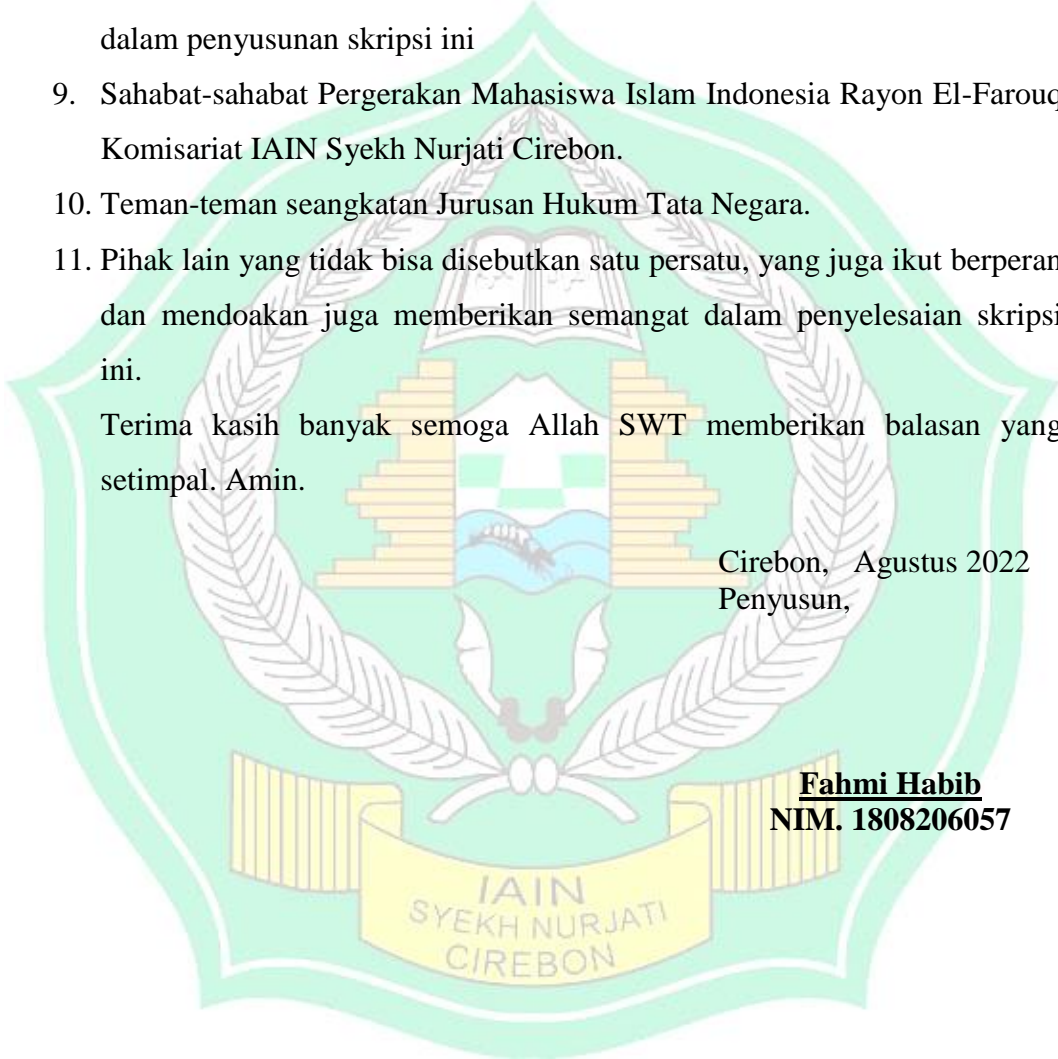 dalam penyusunan skripsi ini
9. Sahabat-sahabat Pergerakan Mahasiswa Islam Indonesia Rayon El-Farouq
Komisariat IAIN Syekh Nurjati Cirebon.
10. Teman-teman seangkatan Jurusan Hukum Tata Negara.
11. Pihak lain yang tidak bisa disebutkan satu persatu, yang juga ikut berperan
dan mendoakan juga memberikan semangat dalam penyelesaian skripsi
ini.
Terima kasih banyak semoga Allah SWT memberikan balasan yang
setimpal. Amin.
Cirebon, Agustus 2022
Penyusun,
Fahmi Habib
NIM. 1808206057
IAIN
SYEKH NURJATI
CIREBON